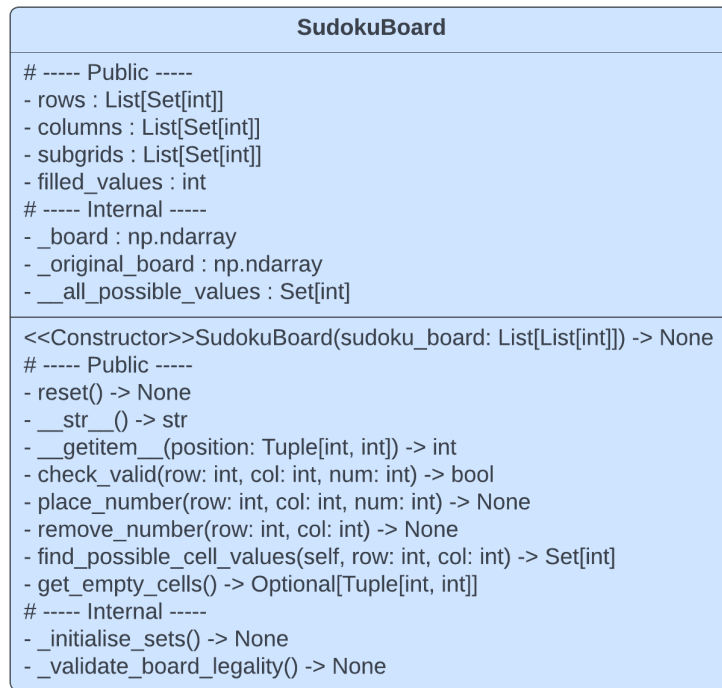 SudokuBoard
# ----- Public -----
- rows : List[Set[int]]
- columns : List[Set[int]]
- subgrids : List[Set[int]]
- filled_values : int
# ----- Internal -----
- _board : np.ndarray
- _original_board : np.ndarray
- __all_possible_values : Set[int]
<<Constructor>>SudokuBoard(sudoku_board: List[List[int]]) -> None
# ----- Public -----
- reset() -> None
- __str__() -> str
- __getitem__(position: Tuple[int, int]) -> int
- check_valid(row: int, col: int, num: int) -> bool
- place_number(row: int, col: int, num: int) -> None
- remove_number(row: int, col: int) -> None
- find_possible_cell_values(self, row: int, col: int) -> Set[int]
- get_empty_cells() -> Optional[Tuple[int, int]]
# ----- Internal -----
- _initialise_sets() -> None
- _validate_board_legality() -> None